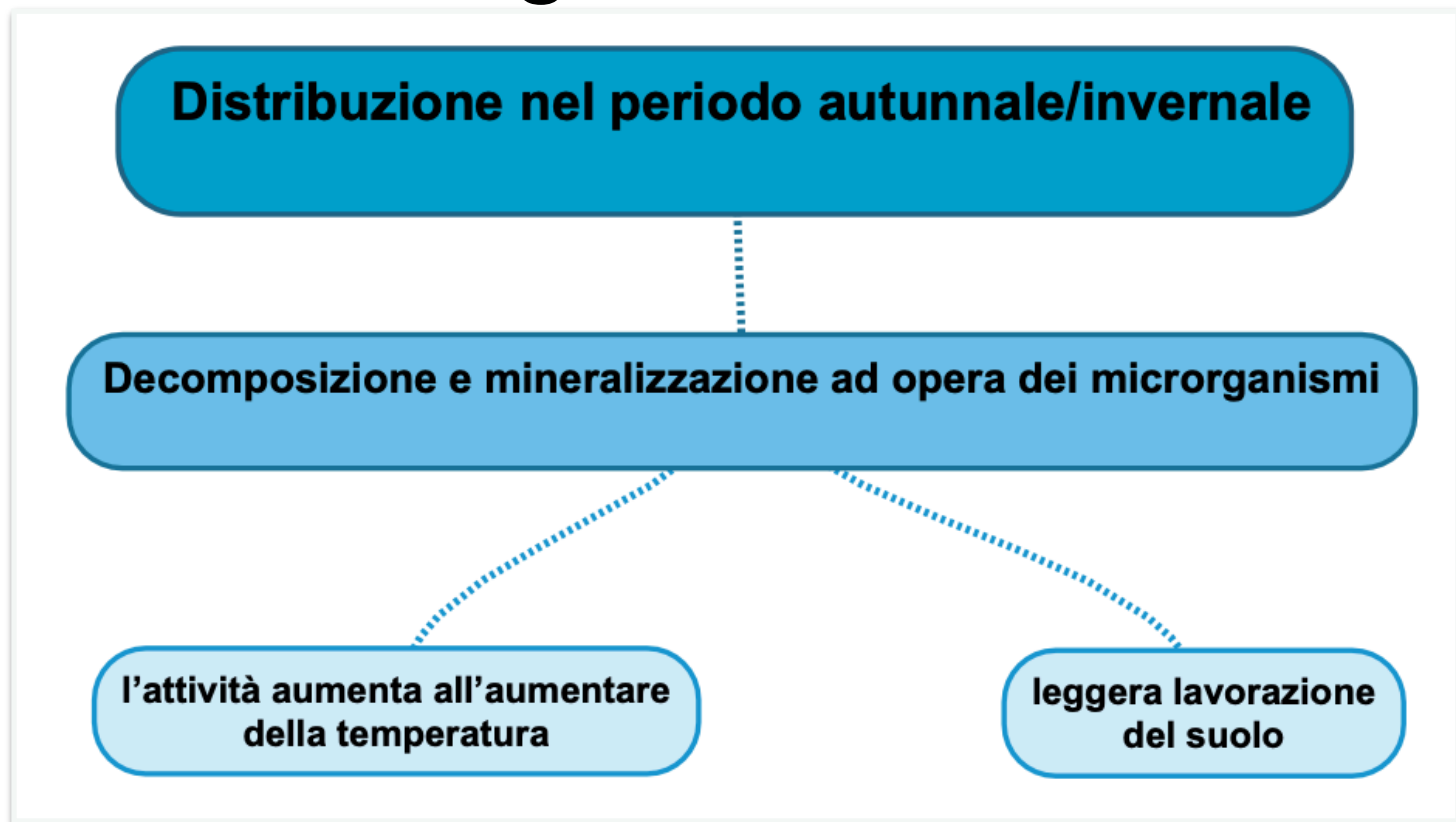 Distribuzione nel periodo autunnale/invernale
Decomposizione e mineralizzazione ad opera dei microrganismi
l’attività aumenta all’aumentare
della temperatura
leggera lavorazione
del suolo